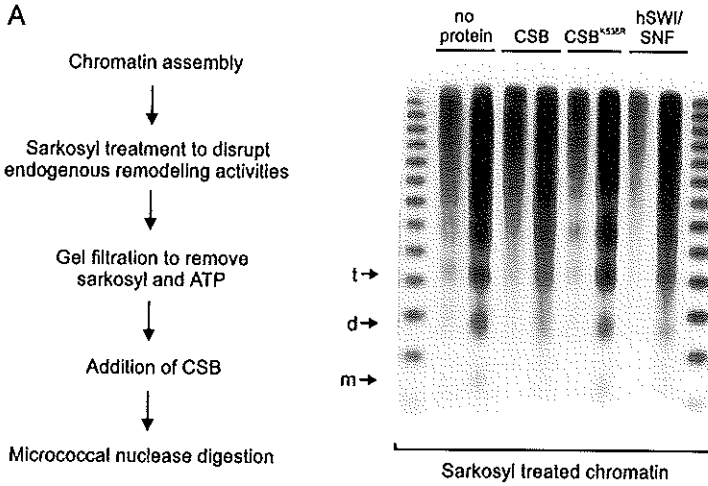 A
Chromatin assembly
Sarkosyl treatment to disrupt
endogenous remodeling activities
Gel filtration to remove
sarkosyl and ATP
Addition of CSB
Micrococcal nuclease digestion
no
protein
CSB
CSB^K538R
hSWI/
SNF
t
d
m
Sarkosyl treated chromatin